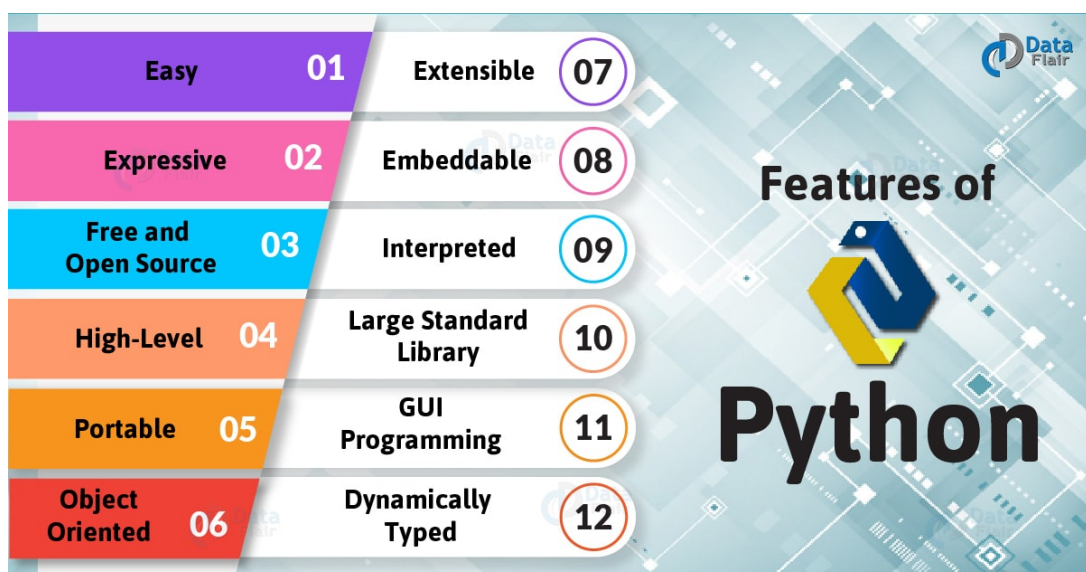 Easy 01
Extensible 07
Expressive 02
Embeddable 08
Free and
Open Source 03
Interpreted 09
High-Level 04
Large Standard
Library 10
Portable 05
GUI
Programming 11
Object
Oriented 06
Dynamically
Typed 12
Data
Flair
Features of
Python